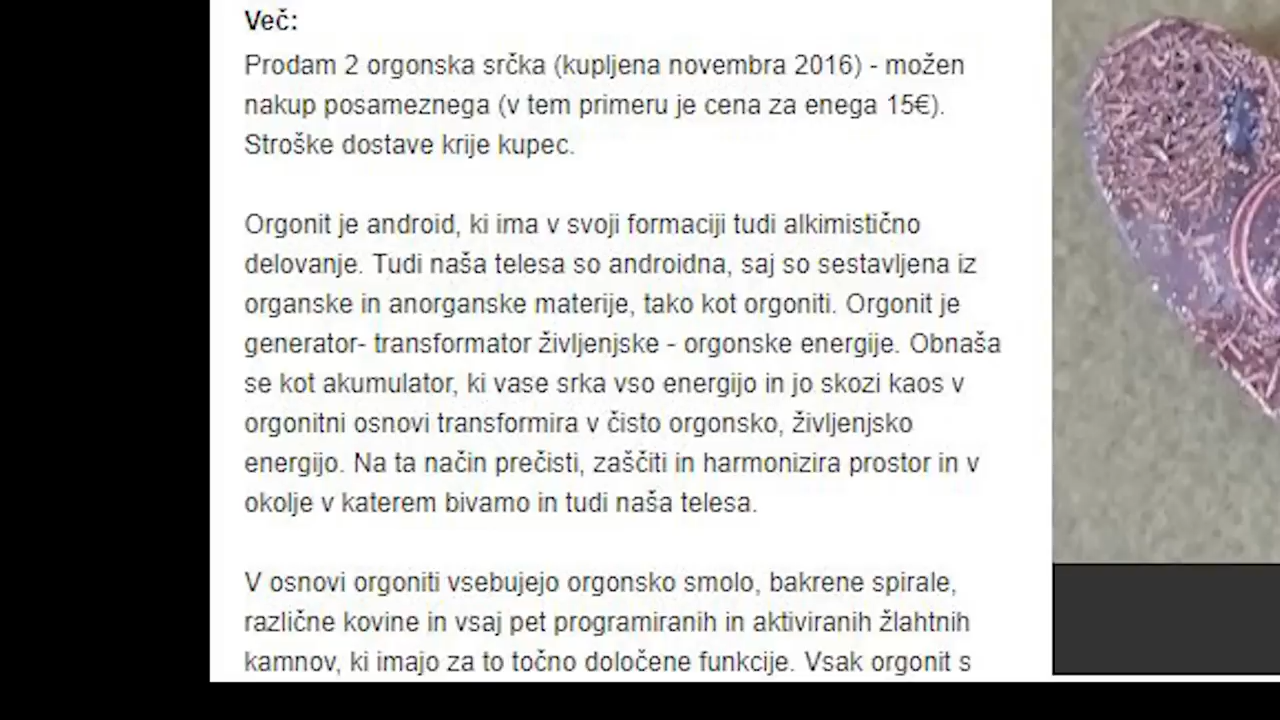 Več:
Prodam 2 orgonska srčka (kupljena novembra 2016) - možen
nakup posameznega (v tem primeru je cena za enega 15€).
Stroške dostave krije kupec.
Orgonit je android, ki ima v svoji formaciji tudi alkimistično
delovanje. Tudi naša telesa so androidna, saj so sestavljena iz
organske in anorganske materije, tako kot orgoniti. Orgonit je
generator- transformator življenjske - orgonske energije. Obnaša
se kot akumulator, ki vase srka vso energijo in jo skozi kaos v
orgonitni osnovi transformira v čisto orgonsko, življenjsko
energijo. Na ta način prečisti, zaščiti in harmonizira prostor in v
okolje v katerem bivamo in tudi naša telesa.
V osnovi orgoniti vsebujejo orgonsko smolo, bakrene spirale,
različne kovine in vsaj pet programiranih in aktiviranih žlahtnih
kamnov, ki imajo za to točno določene funkcije. Vsak orgonit s